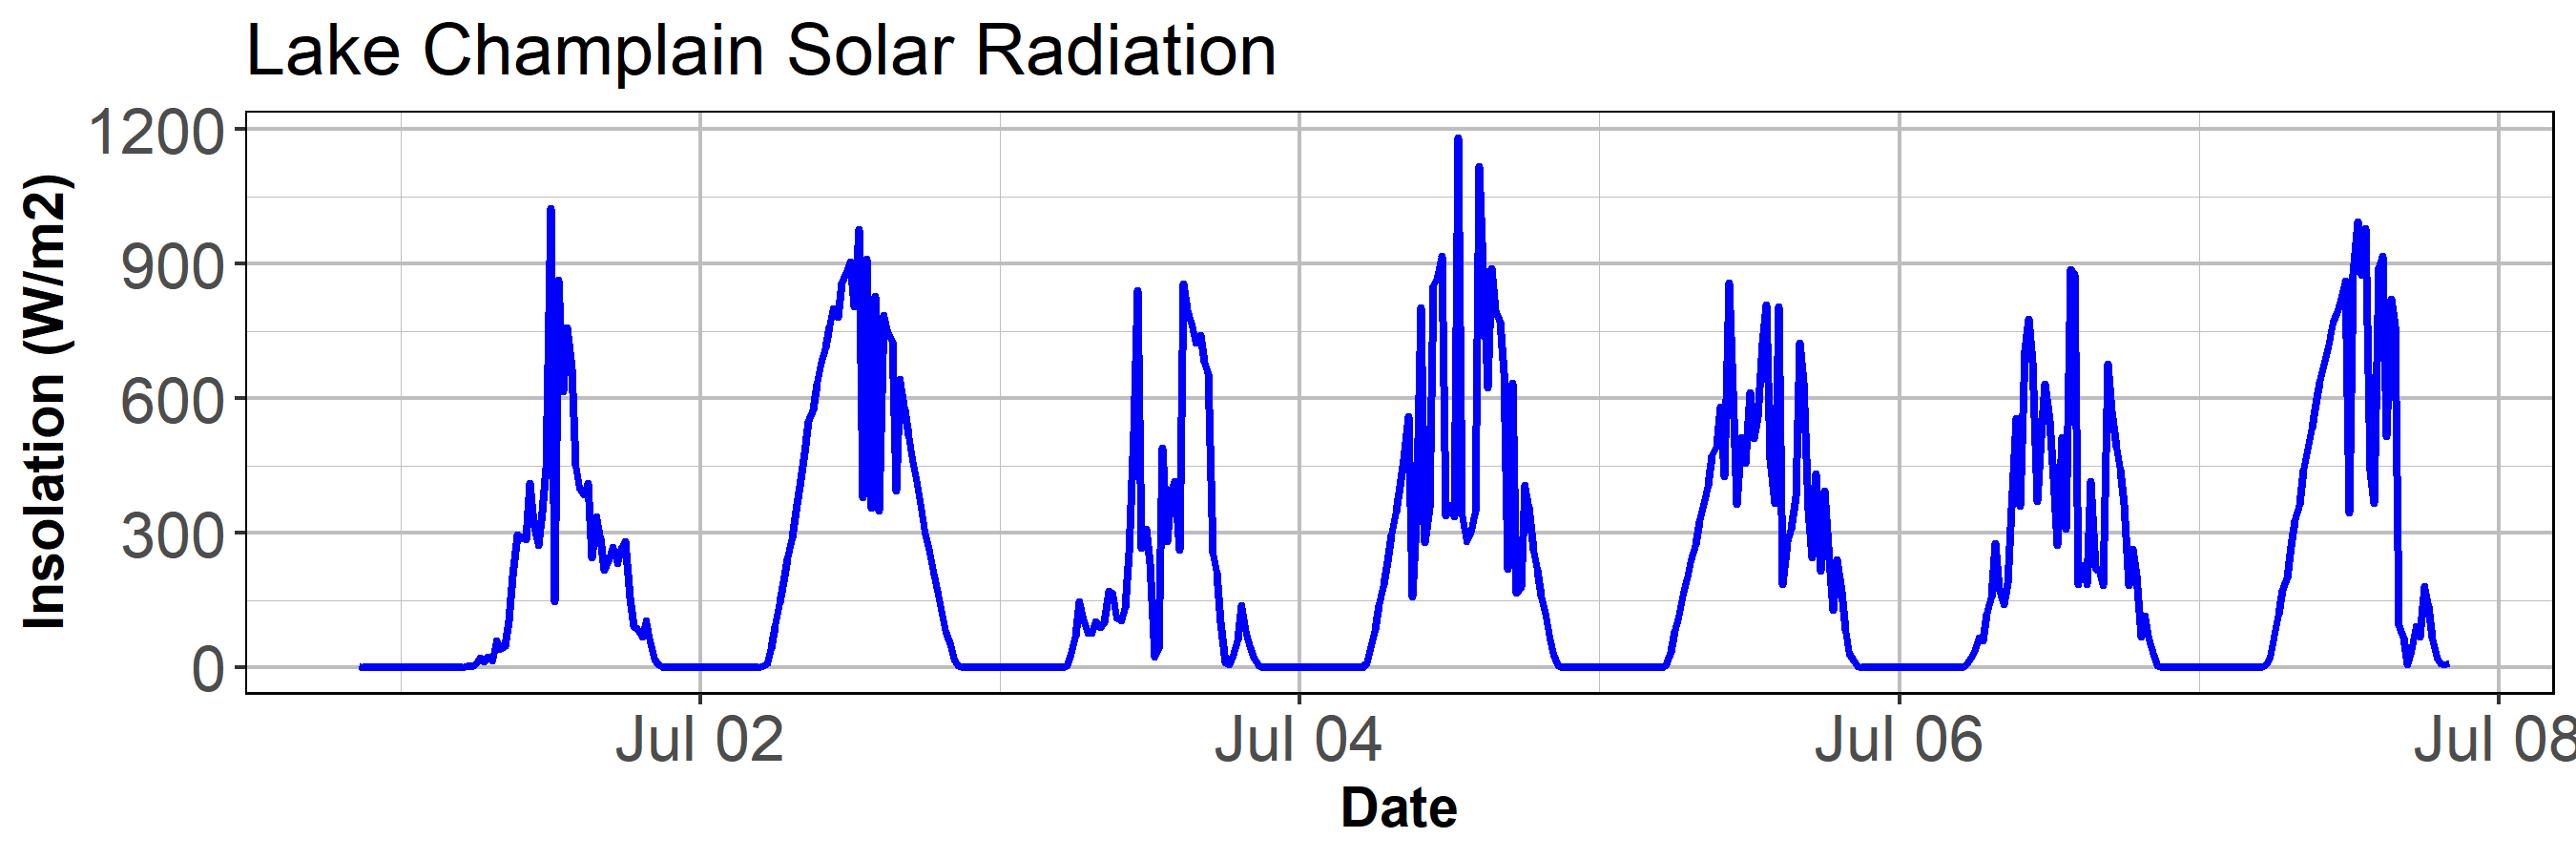 Lake Champlain Solar Radiation
Insolation (W/m2)
1200
900
600
300
0
Jul 02 Jul 04 Jul 06 Jul 08
Date